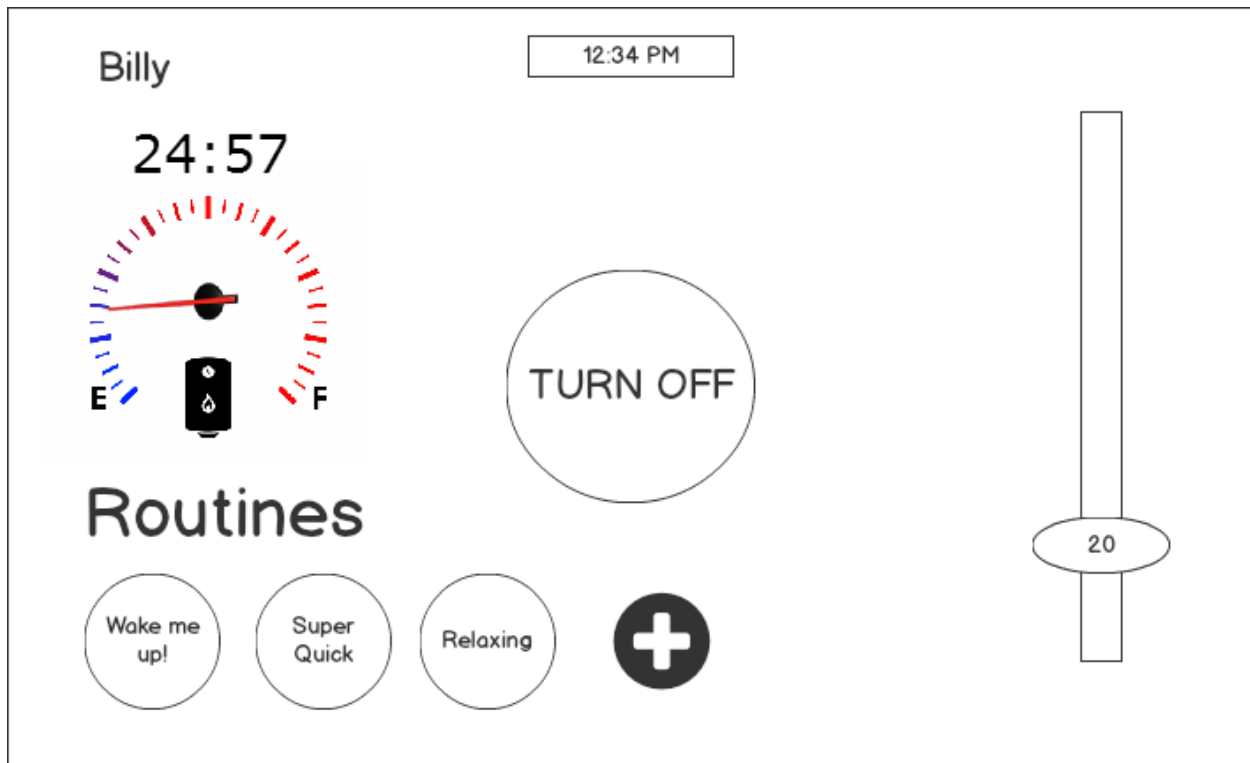 Billy
12:34 PM
24:57
E
F
TURN OFF
20
Routines
Wake me
up!
Super
Quick
Relaxing